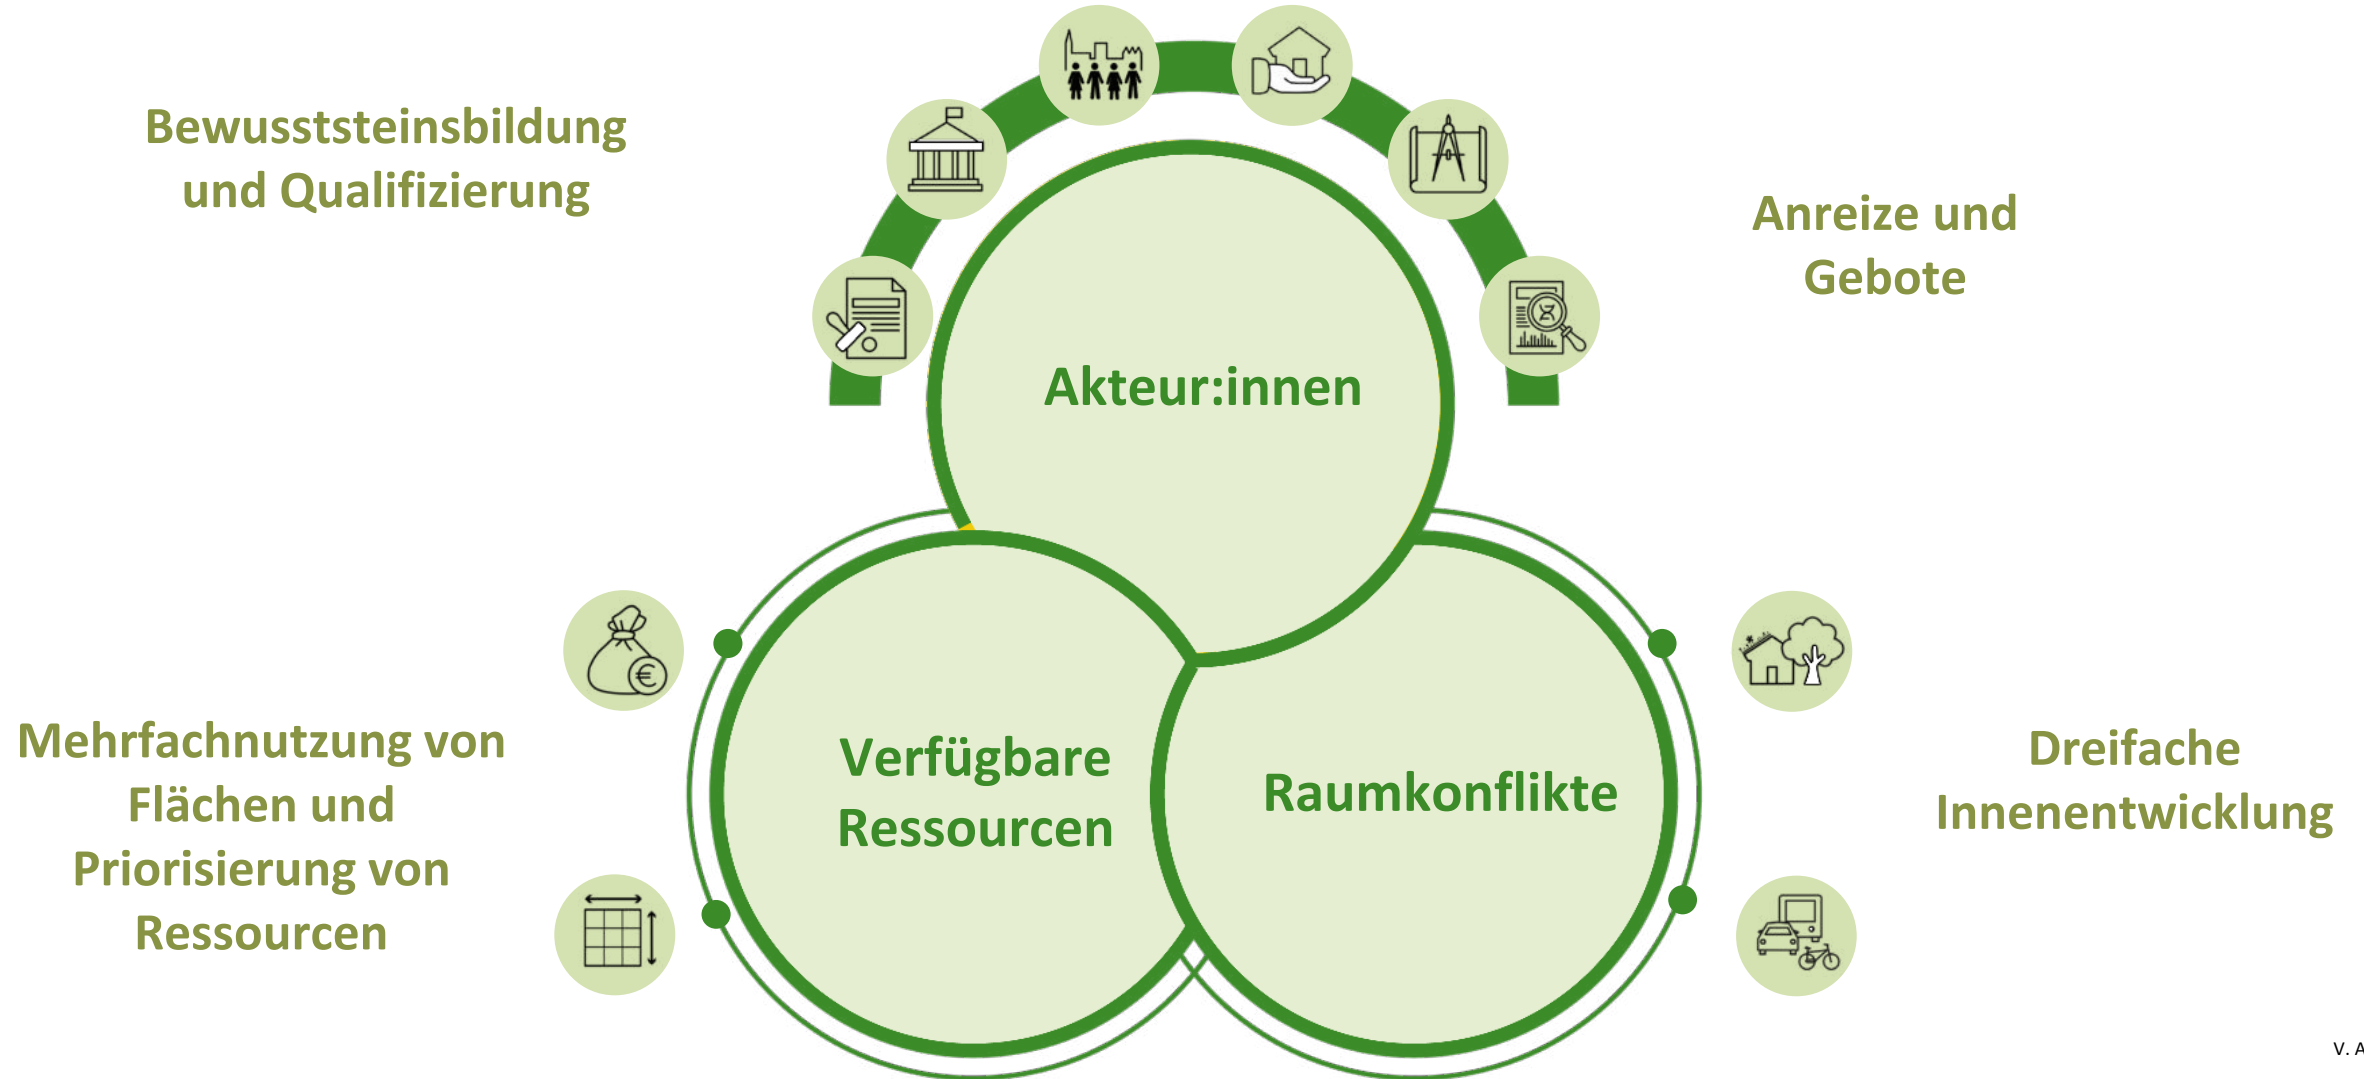 Bewusststeinsbildung
und Qualifizierung
Anreize und
Gebote
Akteur:innen
Mehrfachnutzung von
Flächen und
Priorisierung von
Ressourcen
Verfügbare
Ressourcen
Raumkonflikte
Dreifache
Innenentwicklung
V. A